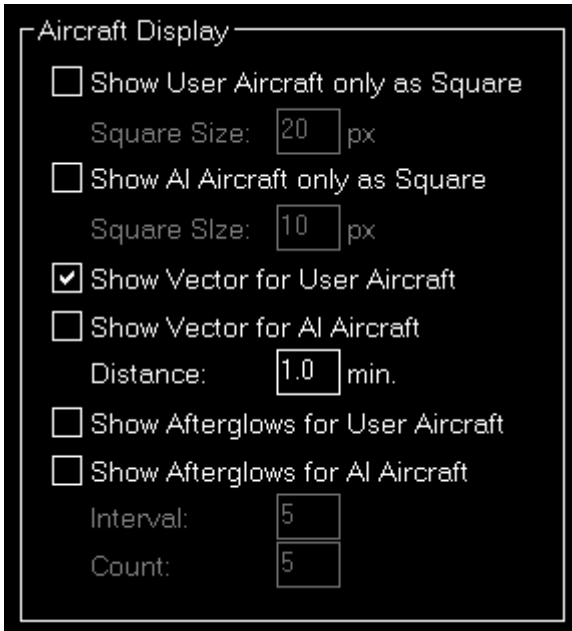 Aircraft Display
Show User Aircraft only as Square
Square Size: 20 px
Show AI Aircraft only as Square
Square SIze: 10 px
Show Vector for User Aircraft
Show Vector for AI Aircraft
Distance: 1.0 min.
Show Afterglows for User Aircraft
Show Afterglows for AI Aircraft
Interval: 5
Count: 5